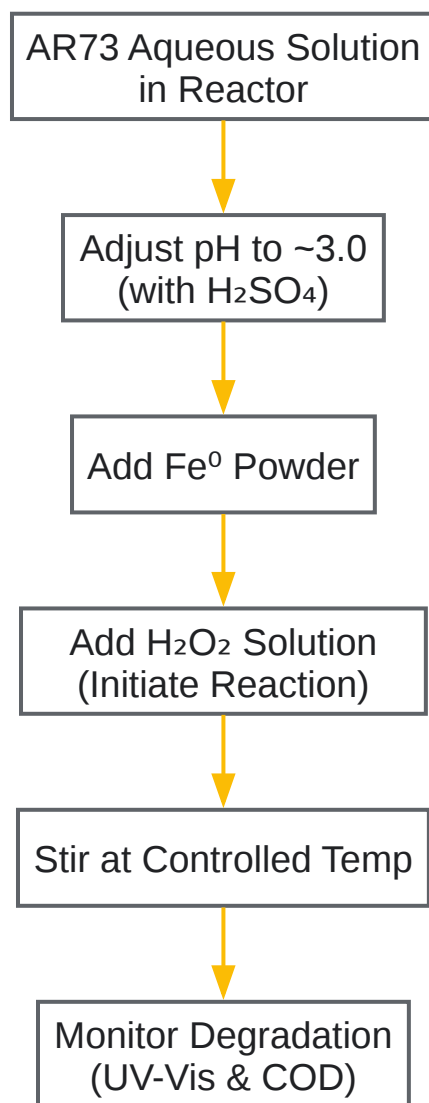 AR73 Aqueous Solution
in Reactor
Adjust pH to ~3.0
(with H₂SO₄)
Add Fe⁰ Powder
Add H₂O₂ Solution
(Initiate Reaction)
Stir at Controlled Temp
Monitor Degradation
(UV-Vis & COD)